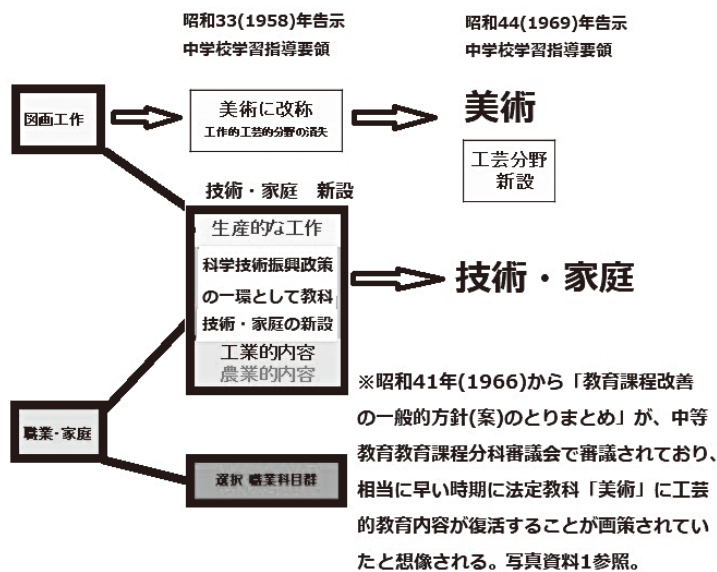 昭和33(1958)年告示
中学校学習指導要領
昭和44(1969)年告示
中学校学習指導要領
図画工作
美術に改称
工作的工芸的分野の消失
美術
工芸分野
新設
技術・家庭　新設
生産的な工作
科学技術振興政策
の一環として教科
技術・家庭の新設
工業的内容
農業的内容
技術・家庭
職業・家庭
選択 職業科目群
※昭和41年(1966)から「教育課程改善
の一般的方針(案)のとりまとめ」が、中等
教育教育課程分科審議会で審議されており、
相当に早い時期に法定教科「美術」に工芸
的教育内容が復活することが画策されてい
たと想像される。写真資料1参照。